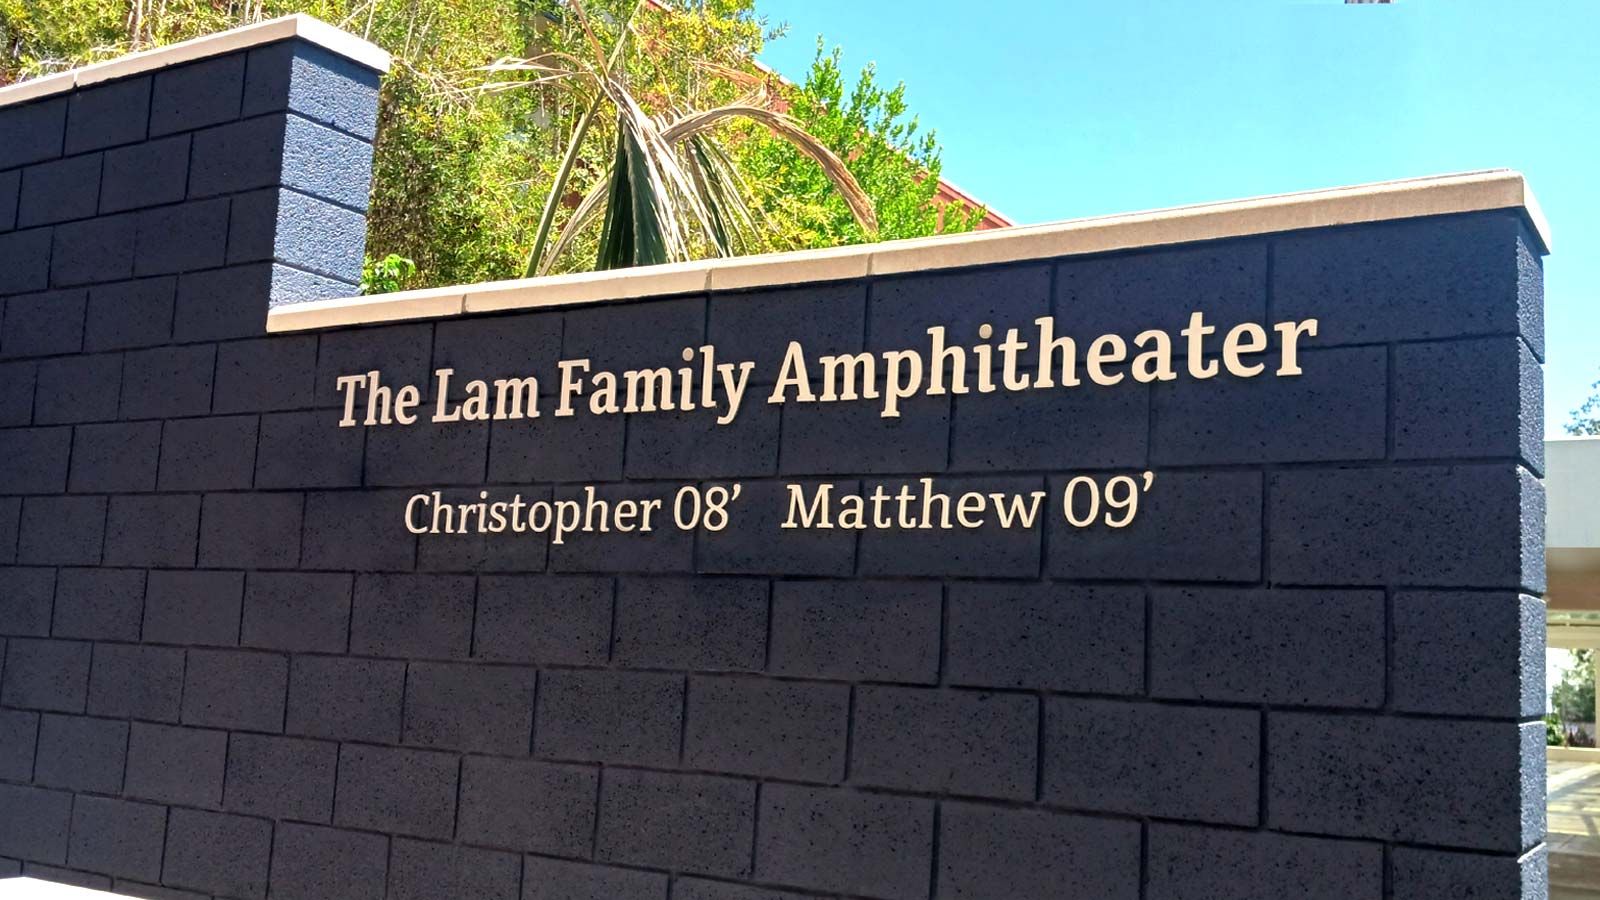 The Lam Family Amphitheater
Christopher 08’ Matthew 09’